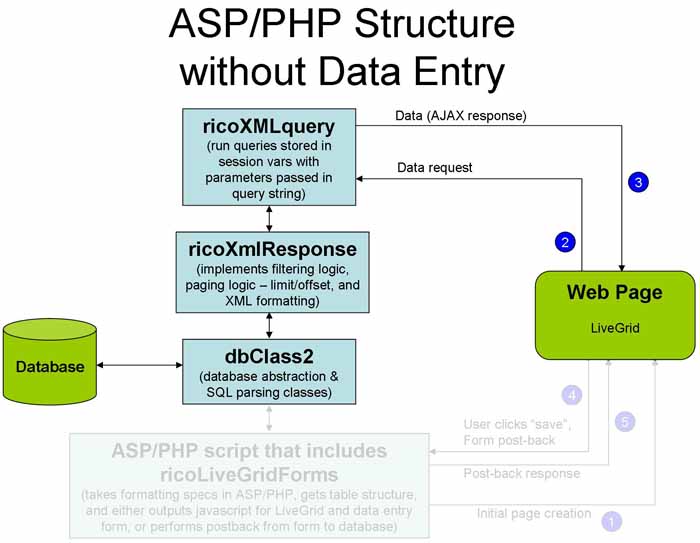 ASP/PHP Structure
without Data Entry
ricoXMLquery
(run queries stored in
session vars with
parameters passed in
query string)
Data (AJAX response)
Data request
3
2
ricoXmlResponse
(implements filtering logic,
paging logic – limit/offset, and
XML formatting)
Web Page
LiveGrid
Database
dbClass2
(database abstraction &
SQL parsing classes)
4
5
User clicks “save”,
Form post-back
ASP/PHP script that includes
ricoLiveGridForms
(takes formatting specs in ASP/PHP, gets table structure,
and either outputs javascript for LiveGrid and data entry
form, or performs postback from form to database)
Post-back response
Initial page creation
1